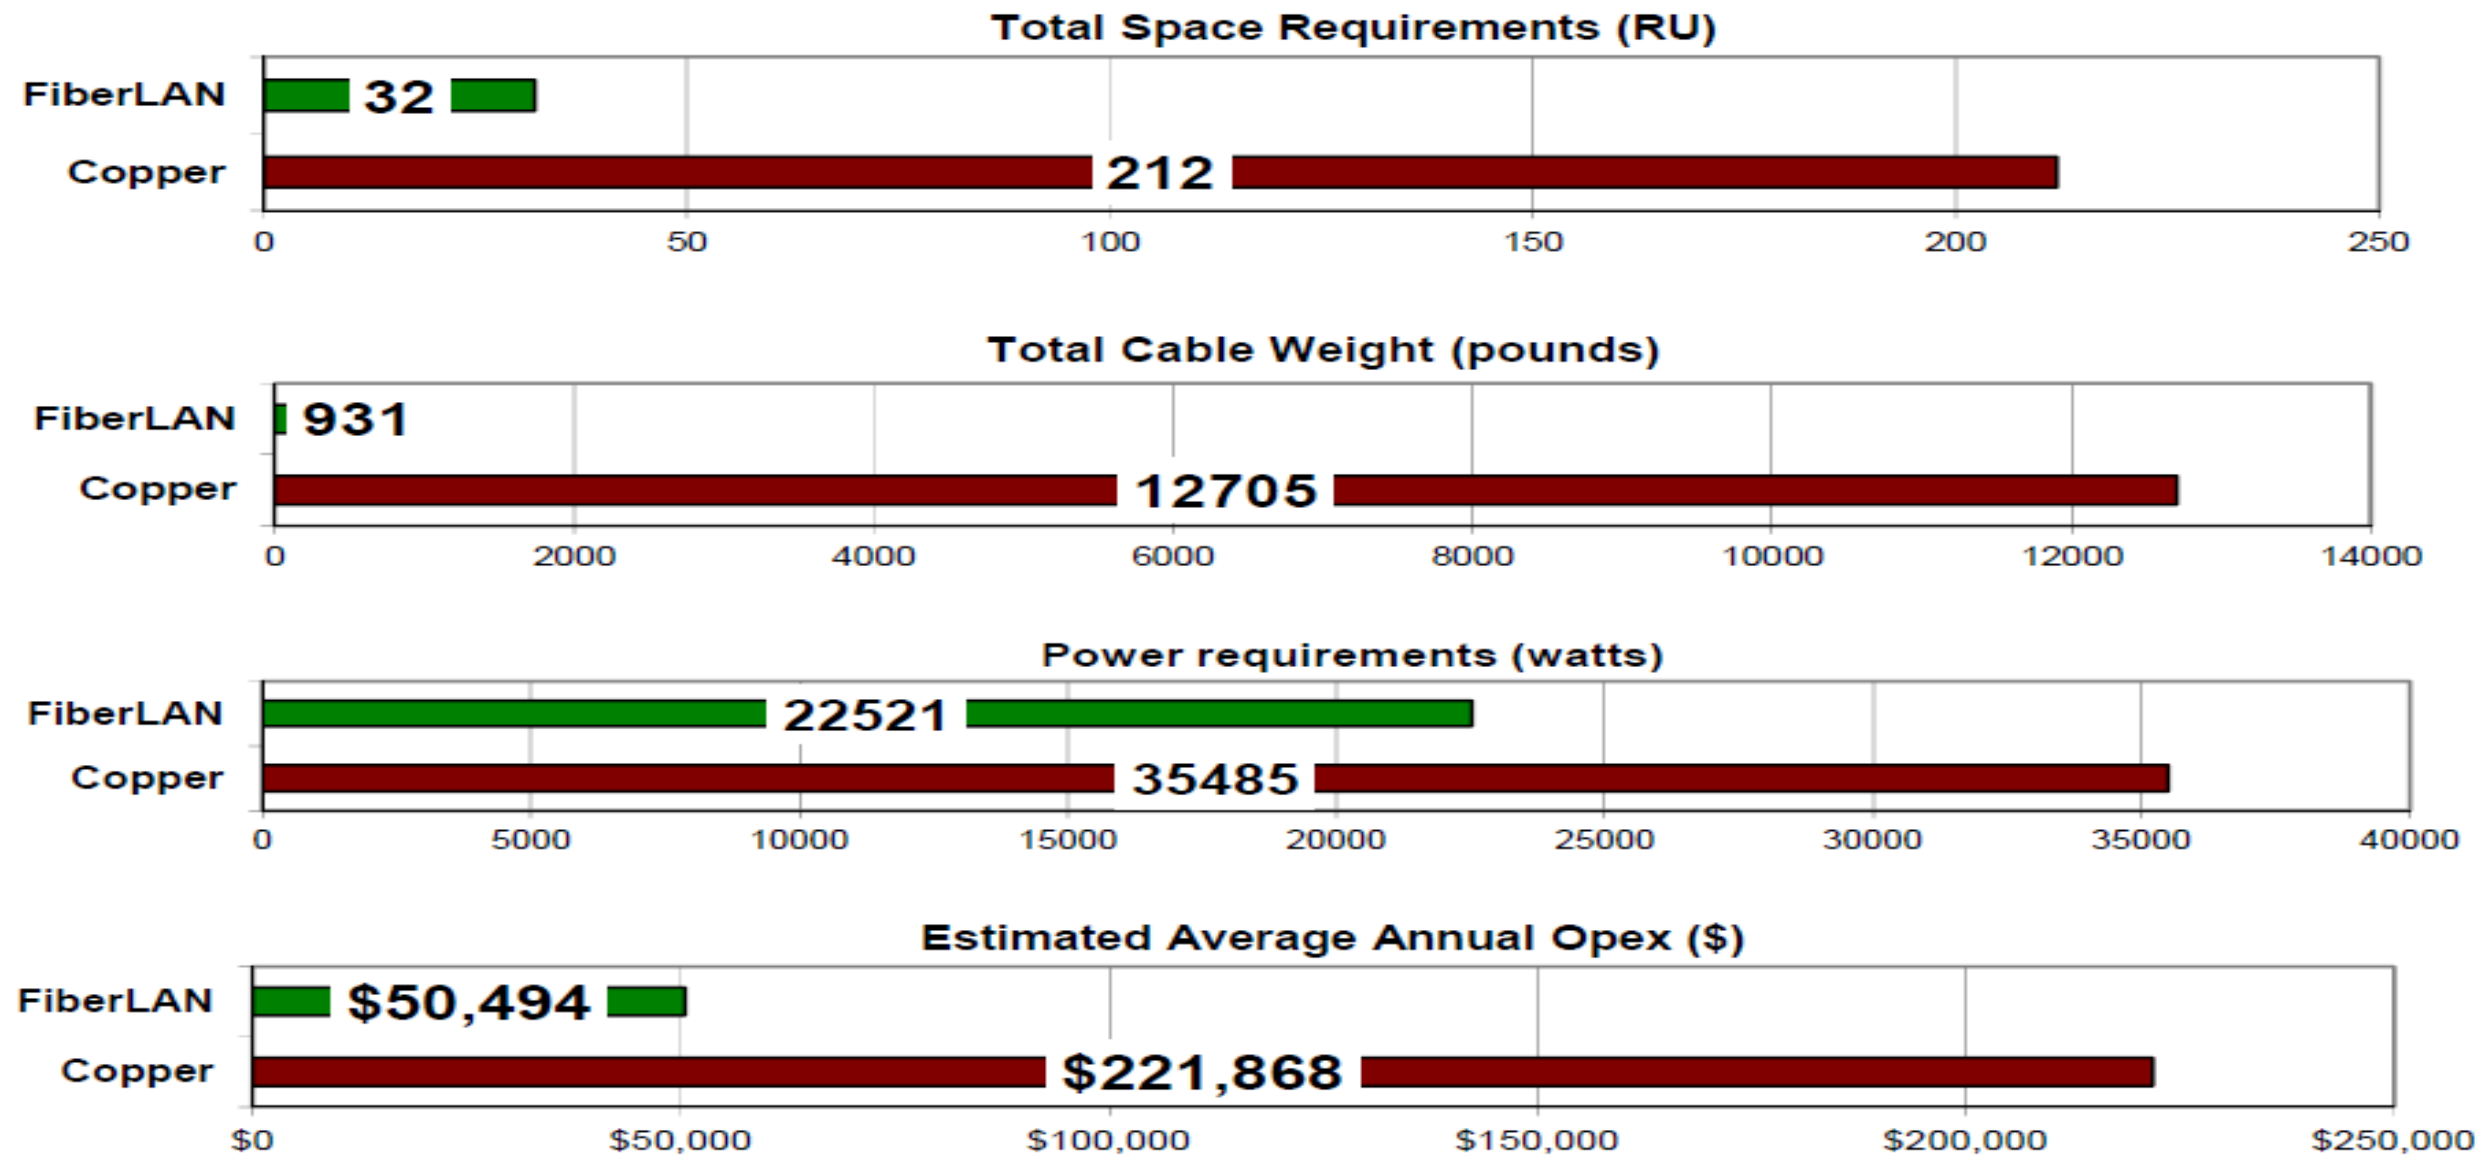 Total Space Requirements (RU)
FiberLAN 32
Copper 212
0 50 100 150 200 250
Total Cable Weight (pounds)
FiberLAN 931
Copper 12705
0 2000 4000 6000 8000 10000 12000 14000
Power requirements (watts)
FiberLAN 22521
Copper 35485
0 5000 10000 15000 20000 25000 30000 35000 40000
Estimated Average Annual Opex ($)
FiberLAN $50,494
Copper $221,868
$0 $50,000 $100,000 $150,000 $200,000 $250,000